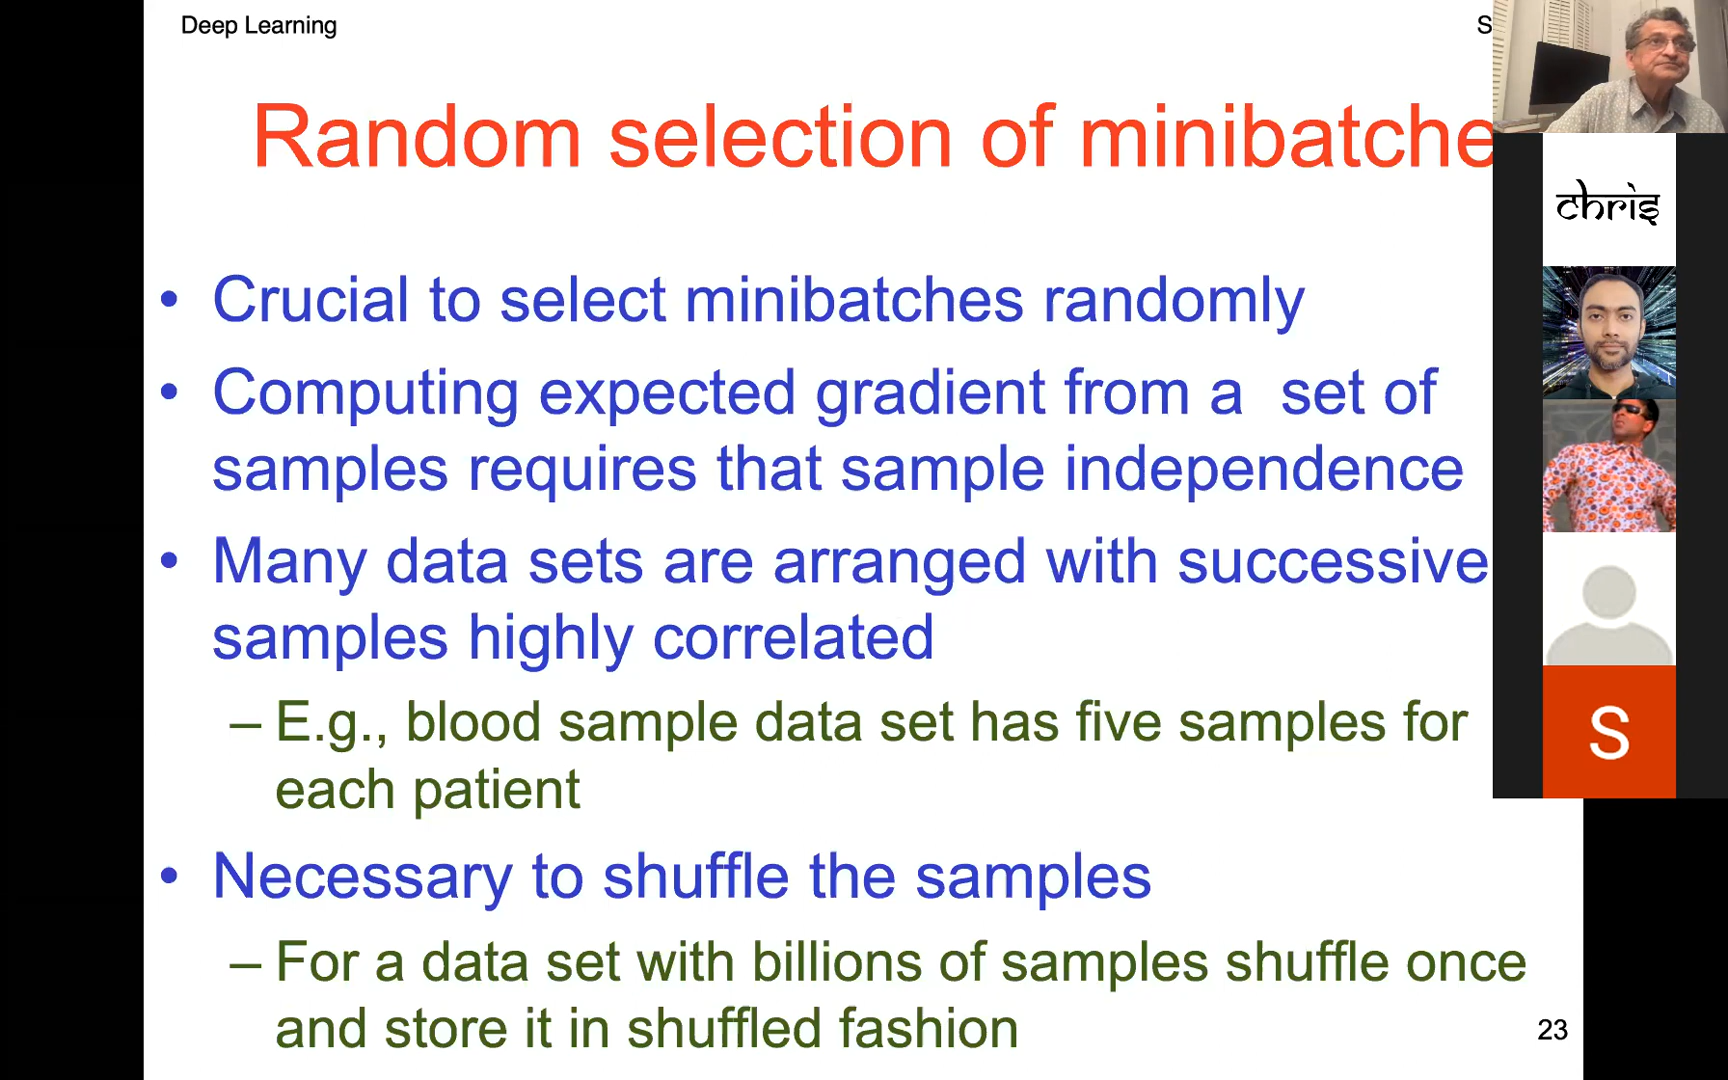 Deep Learning
S
Random selection of minibatche
chris
• Crucial to select minibatches randomly
• Computing expected gradient from a set of
samples requires that sample independence
• Many data sets are arranged with successive
samples highly correlated
– E.g., blood sample data set has five samples for
each patient
S
• Necessary to shuffle the samples
– For a data set with billions of samples shuffle once
and store it in shuffled fashion
23